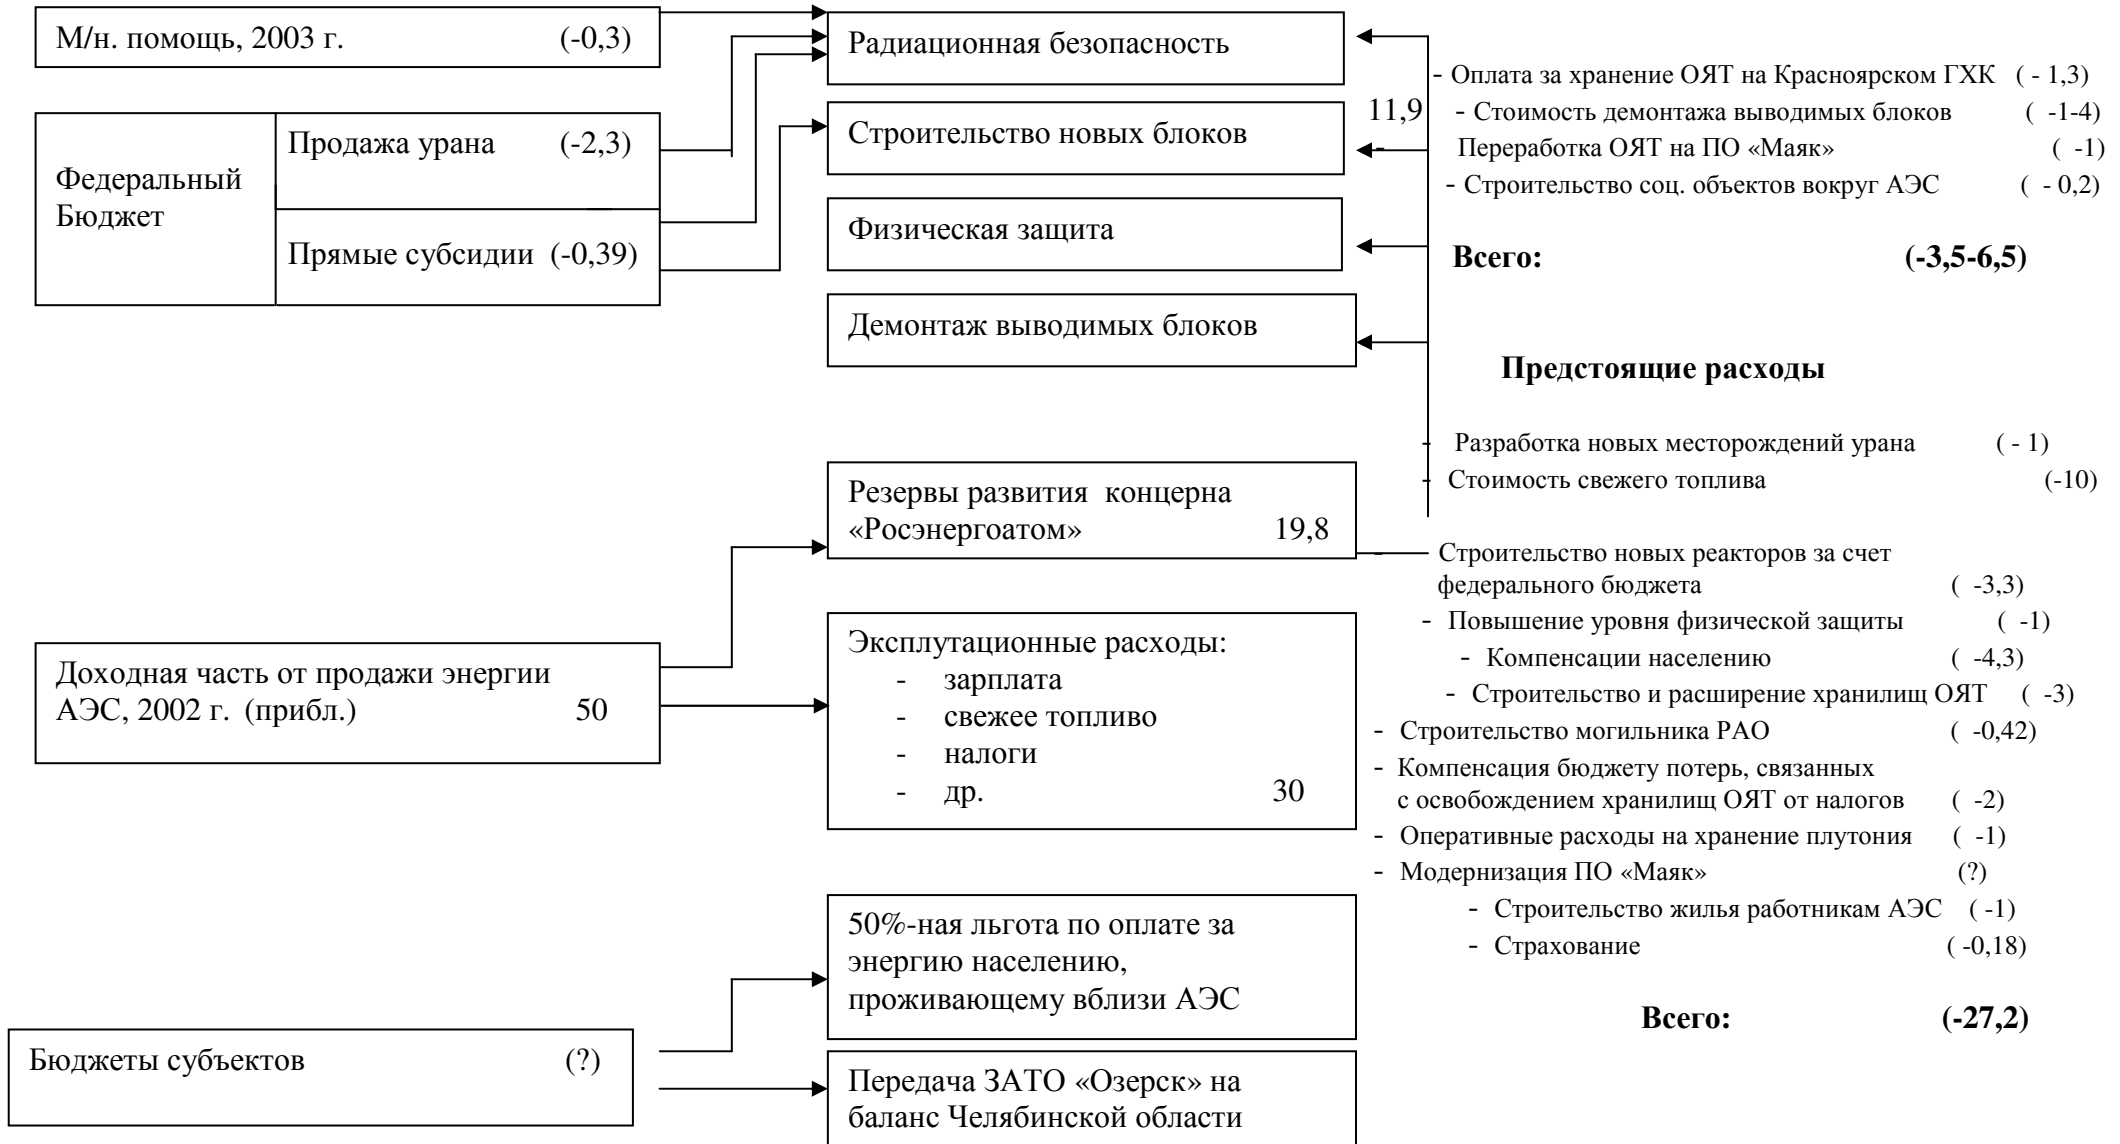 М/н. помощь, 2003 г. (-0,3)
Федеральный
Бюджет
Продажа урана (-2,3)
Прямые субсидии (-0,39)
Доходная часть от продажи энергии
АЭС, 2002 г. (прибл.) 50
Бюджеты субъектов (?)
Радиационная безопасность
Строительство новых блоков
11,9
Физическая защита
Демонтаж выводимых блоков
Резервы развития концерна
«Росэнергоатом» 19,8
Эксплутационные расходы:
- зарплата
- свежее топливо
- налоги
- др. 30
50%-ная льгота по оплате за
энергию населению,
проживающему вблизи АЭС
Передача ЗАТО «Озерск» на
баланс Челябинской области
- Оплата за хранение ОЯТ на Красноярском ГХК ( - 1,3)
- Стоимость демонтажа выводимых блоков ( -1-4)
- Переработка ОЯТ на ПО «Маяк» ( -1)
- Строительство соц. объектов вокруг АЭС ( - 0,2)
Всего: (-3,5-6,5)
Предстоящие расходы
- Разработка новых месторождений урана ( - 1)
- Стоимость свежего топлива (-10)
- Строительство новых реакторов за счет
федерального бюджета ( -3,3)
- Повышение уровня физической защиты ( -1)
- Компенсации населению ( -4,3)
- Строительство и расширение хранилищ ОЯТ ( -3)
- Строительство могильника РАО ( -0,42)
- Компенсация бюджету потерь, связанных
с освобождением хранилищ ОЯТ от налогов ( -2)
- Оперативные расходы на хранение плутония ( -1)
- Модернизация ПО «Маяк» (?)
- Строительство жилья работникам АЭС ( -1)
- Страхование ( -0,18)
Всего: (-27,2)